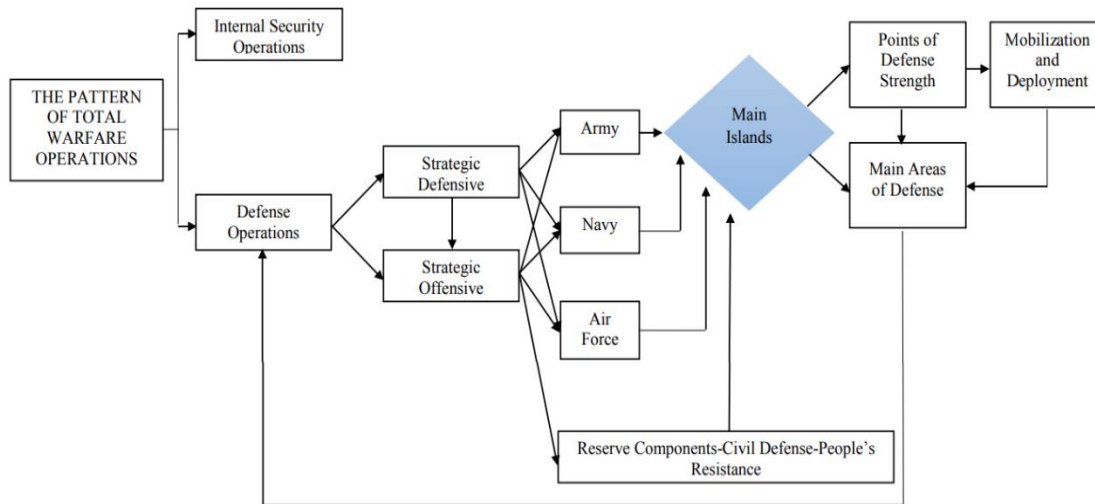 THE PATTERN
OF TOTAL
WARFARE
OPERATIONS
Internal Security
Operations
Defense
Operations
Strategic
Defensive
Strategic
Offensive
Army
Navy
Air
Force
Reserve Components-Civil Defense-People's
Resistance
Main
Islands
Points of
Defense
Strength
Mobilization
and
Deployment
Main Areas
of Defense